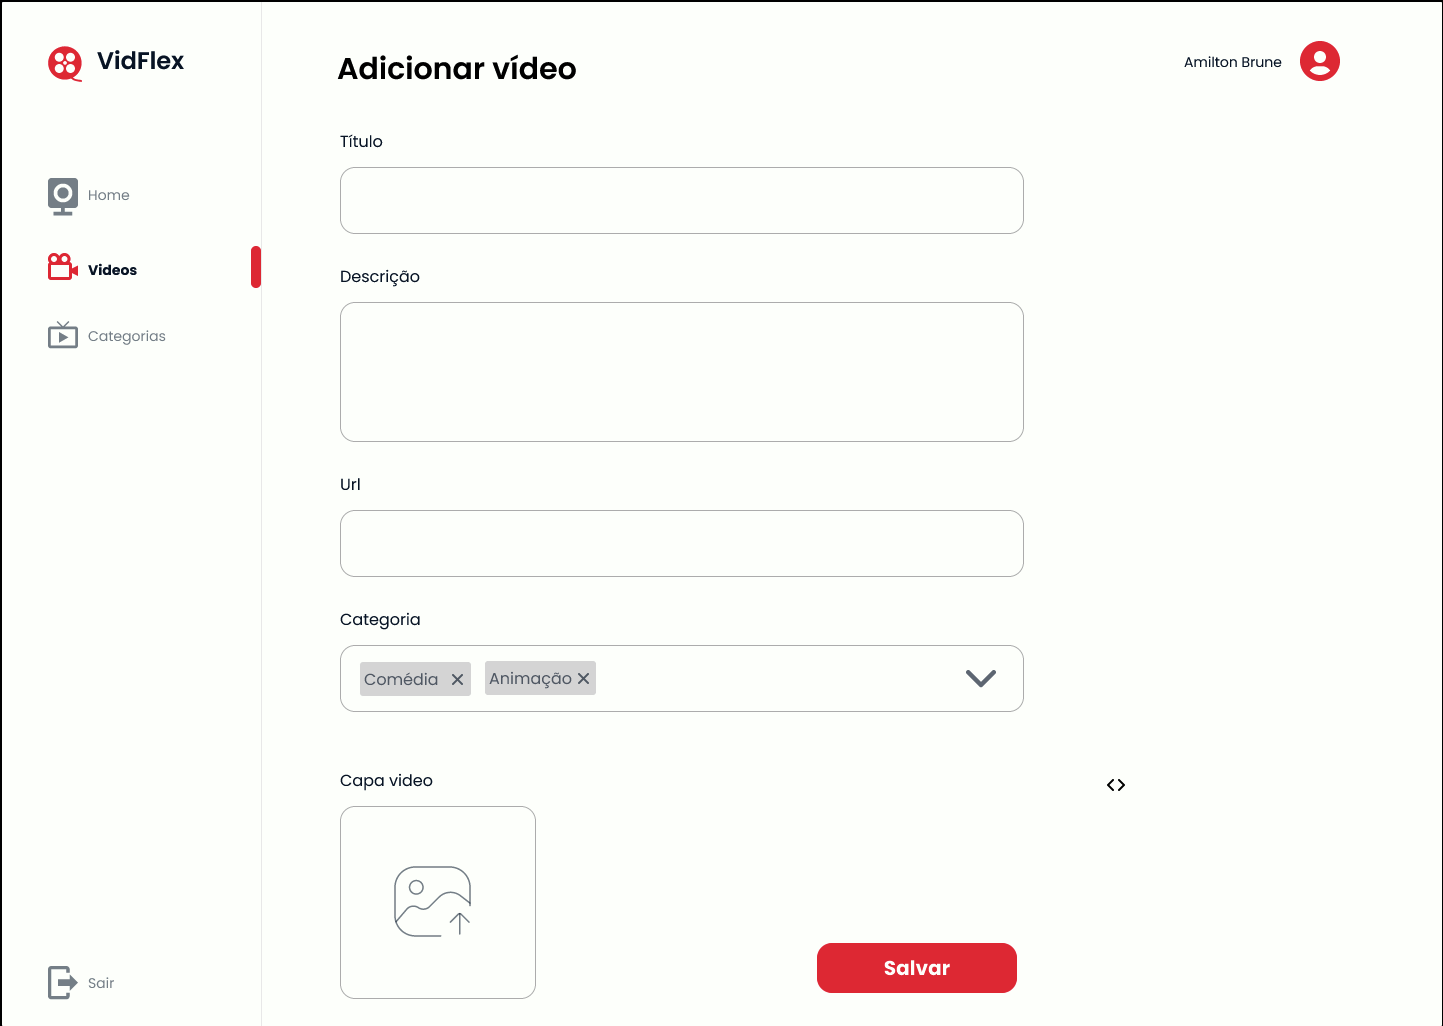 VidFlex
Home
Videos
Categorias
Sair
Adicionar vídeo
Amilton Brune
Título
Descrição
Url
Categoria
Comédia
Animação
Capa video
Salvar